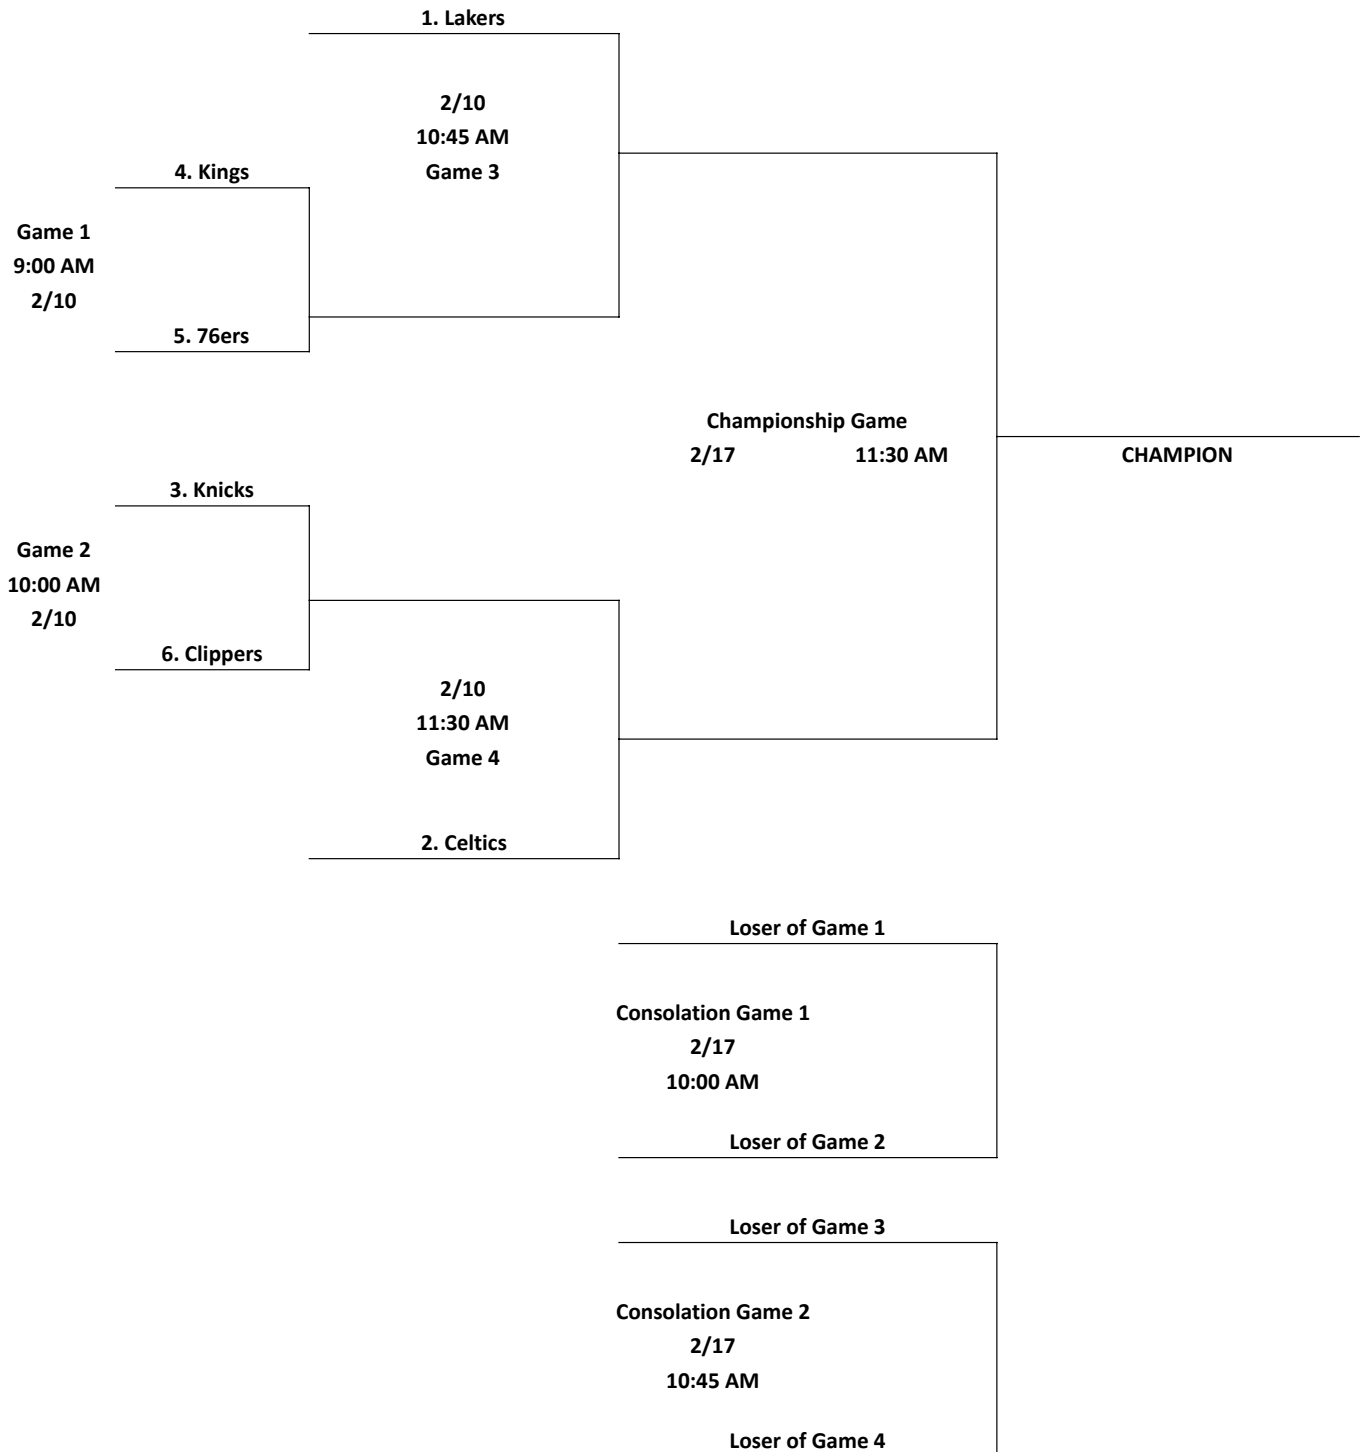 1. Lakers
2/10
10:45 AM
Game 3
4. Kings
Game 1
9:00 AM
2/10
5. 76ers
Championship Game
2/17 11:30 AM
CHAMPION
3. Knicks
Game 2
10:00 AM
2/10
6. Clippers
2/10
11:30 AM
Game 4
2. Celtics
Loser of Game 1
Consolation Game 1
2/17
10:00 AM
Loser of Game 2
Loser of Game 3
Consolation Game 2
2/17
10:45 AM
Loser of Game 4